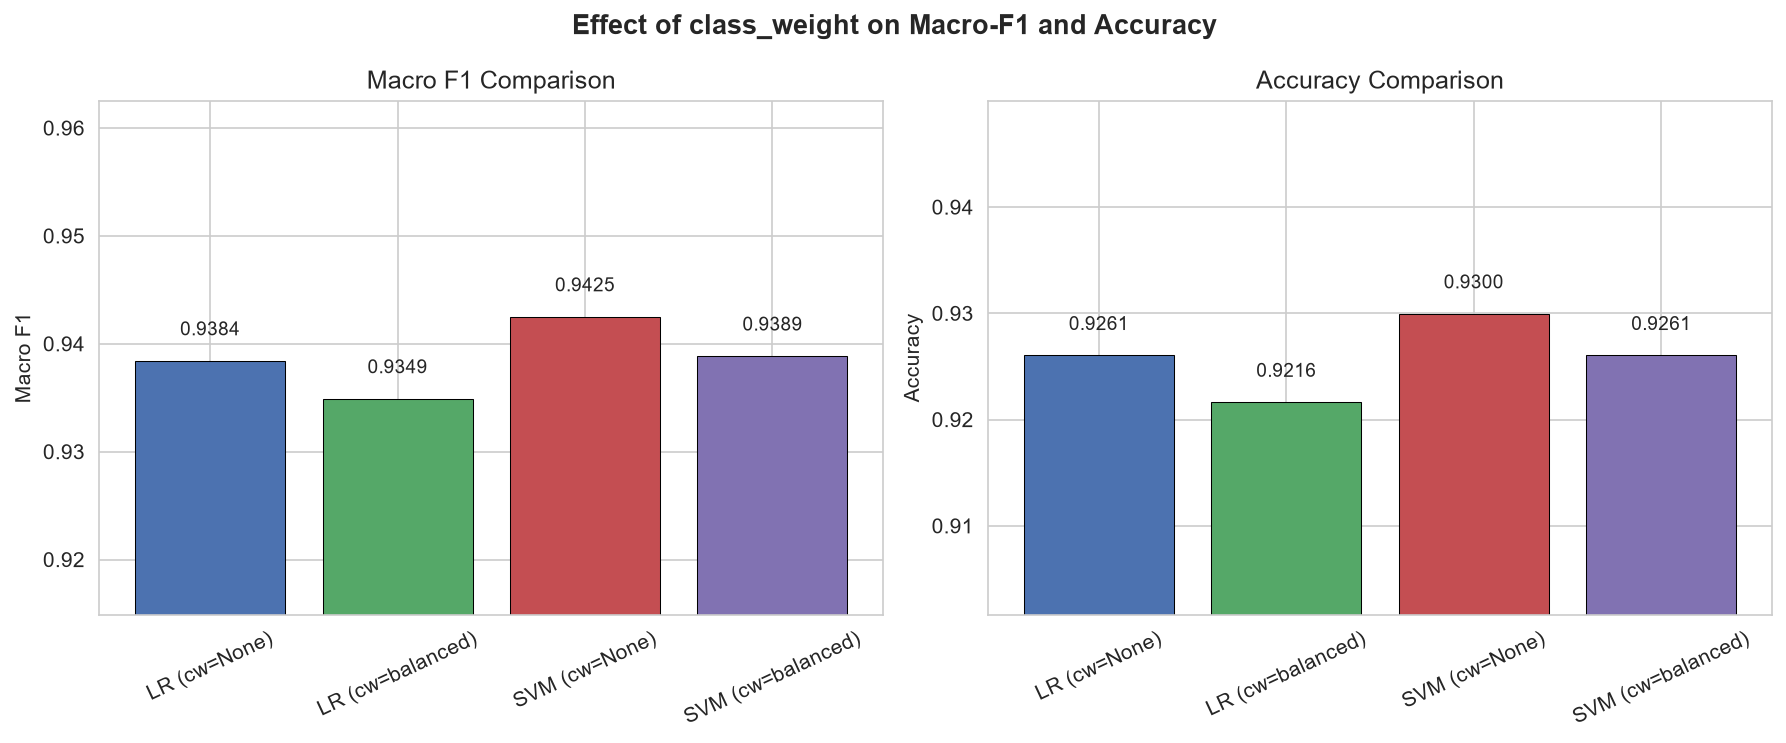 Effect of class_weight on Macro-F1 and Accuracy
Macro F1 Comparison
Macro F1
0.96
0.95
0.94
0.93
0.92
0.9384
0.9349
0.9425
0.9389
LR (cw=None)
LR (cw=balanced)
SVM (cw=None)
SVM (cw=balanced)
Accuracy Comparison
Accuracy
0.94
0.93
0.92
0.91
0.9261
0.9216
0.9300
0.9261
LR (cw=None)
LR (cw=balanced)
SVM (cw=None)
SVM (cw=balanced)